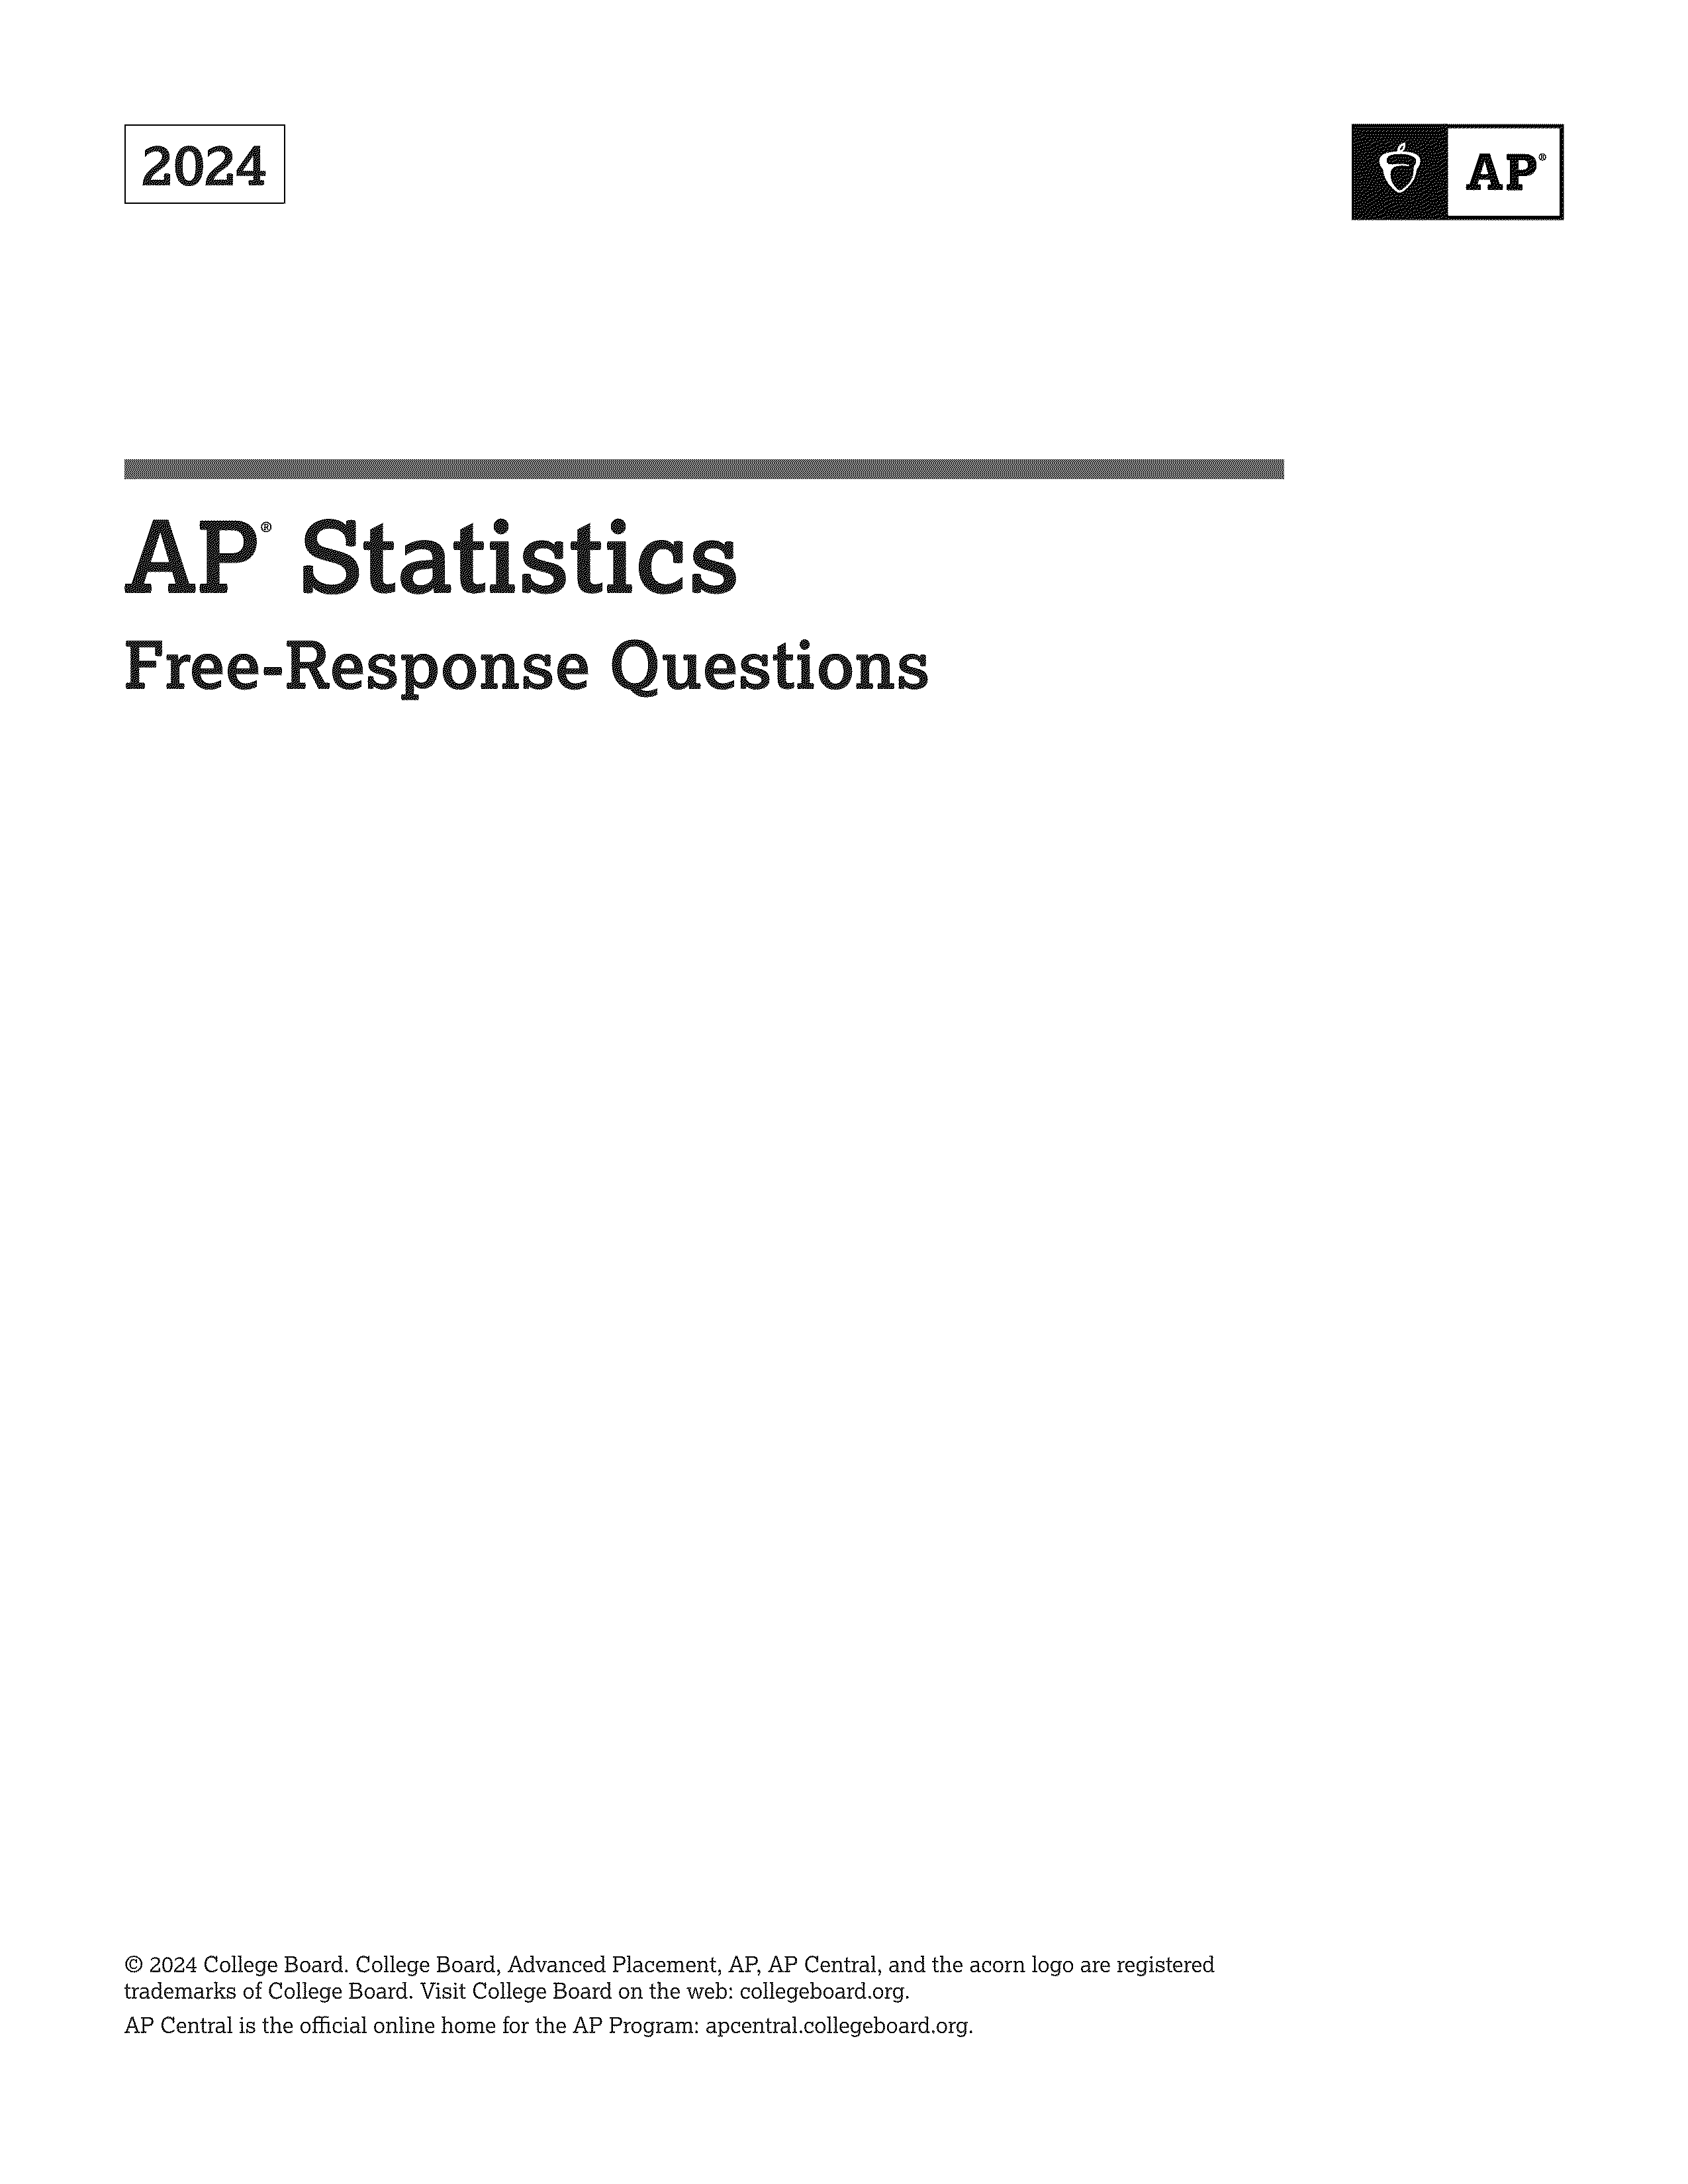 2024
AP®
AP® Statistics
Free-Response Questions
© 2024 College Board. College Board, Advanced Placement, AP, AP Central, and the acorn logo are registered
trademarks of College Board. Visit College Board on the web: collegeboard.org.
AP Central is the official online home for the AP Program: apcentral.collegeboard.org.